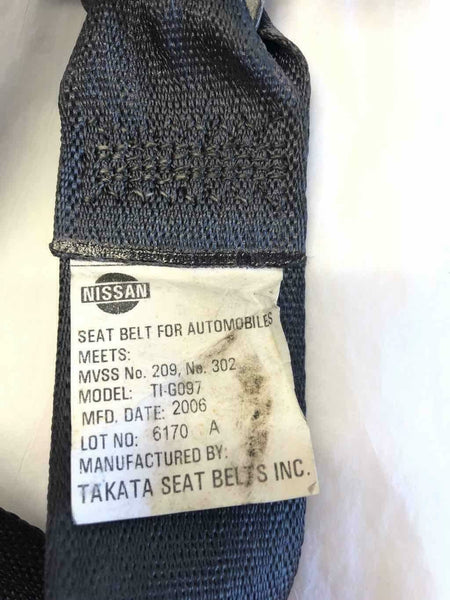 NISSAN
SEAT BELT FOR AUTOMOBILES
MEETS:
MVSS No. 209, No. 302
MODEL: TI-G097
MFD. DATE: 2006
LOT NO: 6170 A
MANUFACTURED BY:
TAKATA SEAT BELTS INC.